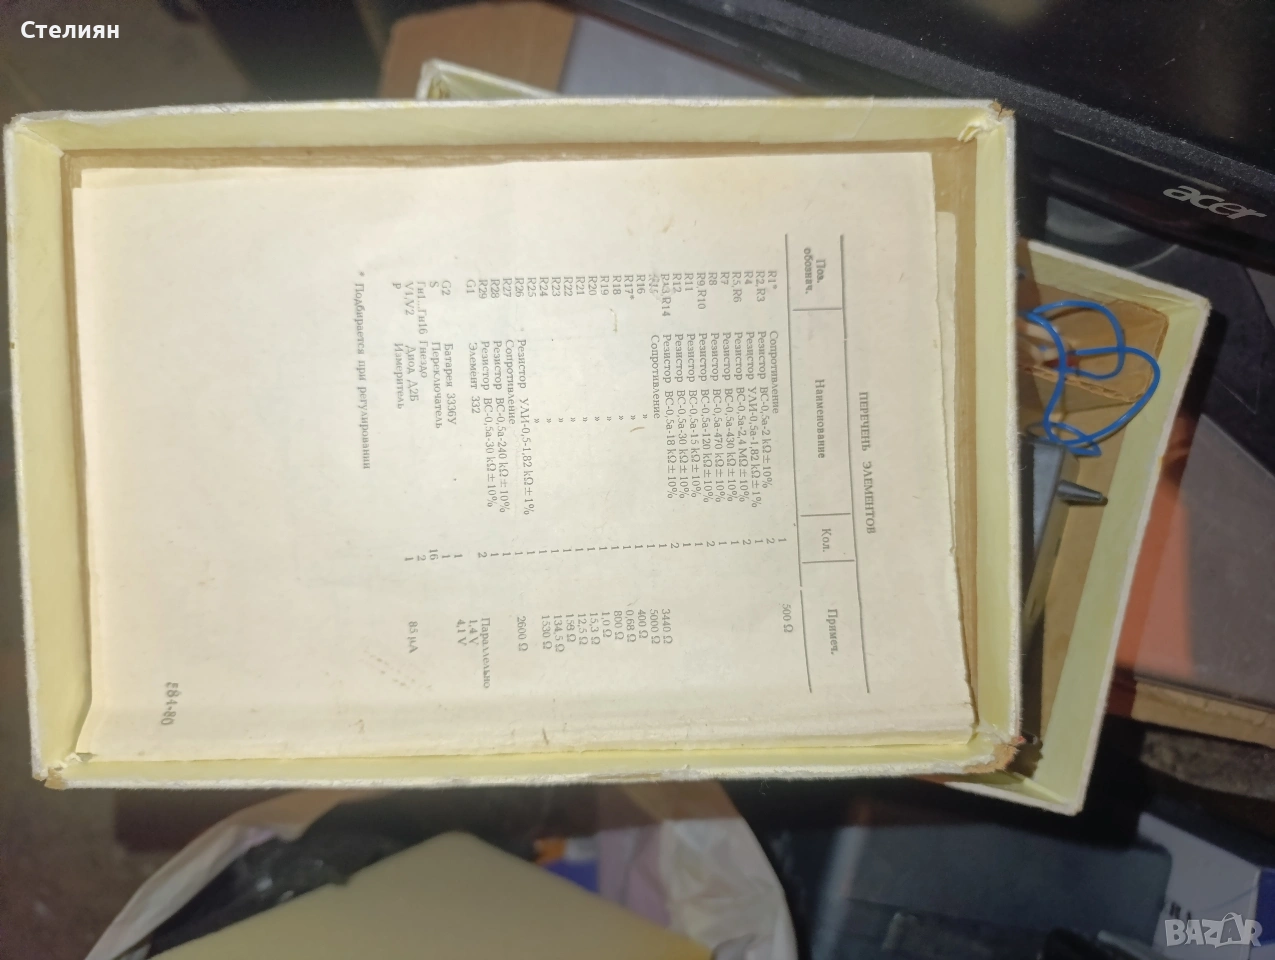 Стелиян
ПЕРЕЧЕНЬ ЭЛЕМЕНТОВ
Поз. обознач. Наименование Кол. Примеч.
R1* Сопротивление 1 500 Ω
R2, R3 Резистор ВС-0,5а-2 kΩ±10% 2
R4 Резистор УЛИ-0,5а-1,82 kΩ±1% 1
R5, R6 Резистор ВС-0,5а-2,4 MΩ±10% 2
R7 Резистор ВС-0,5а-430 kΩ±10% 1
R8 Резистор ВС-0,5а-470 kΩ±10% 1
R9, R10 Резистор ВС-0,5а-120 kΩ±10% 2
R11 Резистор ВС-0,5а-15 kΩ±10% 1
R12 Резистор ВС-0,5а-30 kΩ±10% 1
R13, R14 Резистор ВС-0,5а-18 kΩ±10% 2
R15 Сопротивление 1 3440 Ω
R16 » 1 5000 Ω
R17* » 1 400 Ω
R18 » 1 0,68 Ω
R19 » 1 800 Ω
R20 » 1 1,0 Ω
R21 » 1 15,3 Ω
R22 » 1 12,5 Ω
R23 » 1 158 Ω
R24 » 1 134,5 Ω
R25 » 1 1530 Ω
R26 Резистор УЛИ-0,5-1,82 kΩ±1% 1
R27 Сопротивление 1 2600 Ω
R28 Резистор ВС-0,5а-240 kΩ±10% 1
R29 Резистор ВС-0,5а-30 kΩ±10% 1
G1 Элемент 332 2 Параллельно 1,4 V
G2 Батарея 3336У 1 4,1 V
S Переключатель 1
Гн1...Гн16 Гнездо 16
V1, V2 Диод Д2Б 2
P Измеритель 1 85 μA
* Подбирается при регулировании
584-80
acer
BAZAR